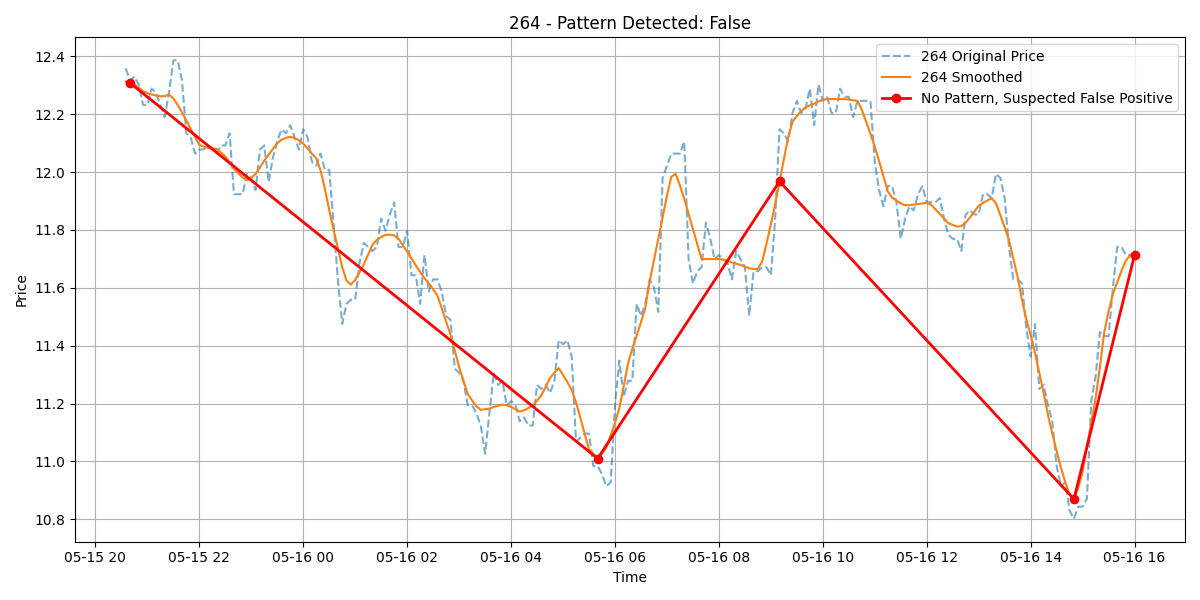 264 - Pattern Detected: False
264 Original Price
264 Smoothed
No Pattern, Suspected False Positive
Price
12.4
12.2
12.0
11.8
11.6
11.4
11.2
11.0
10.8
05-15 20 05-15 22 05-16 00 05-16 02 05-16 04 05-16 06 05-16 08 05-16 10 05-16 12 05-16 14 05-16 16
Time